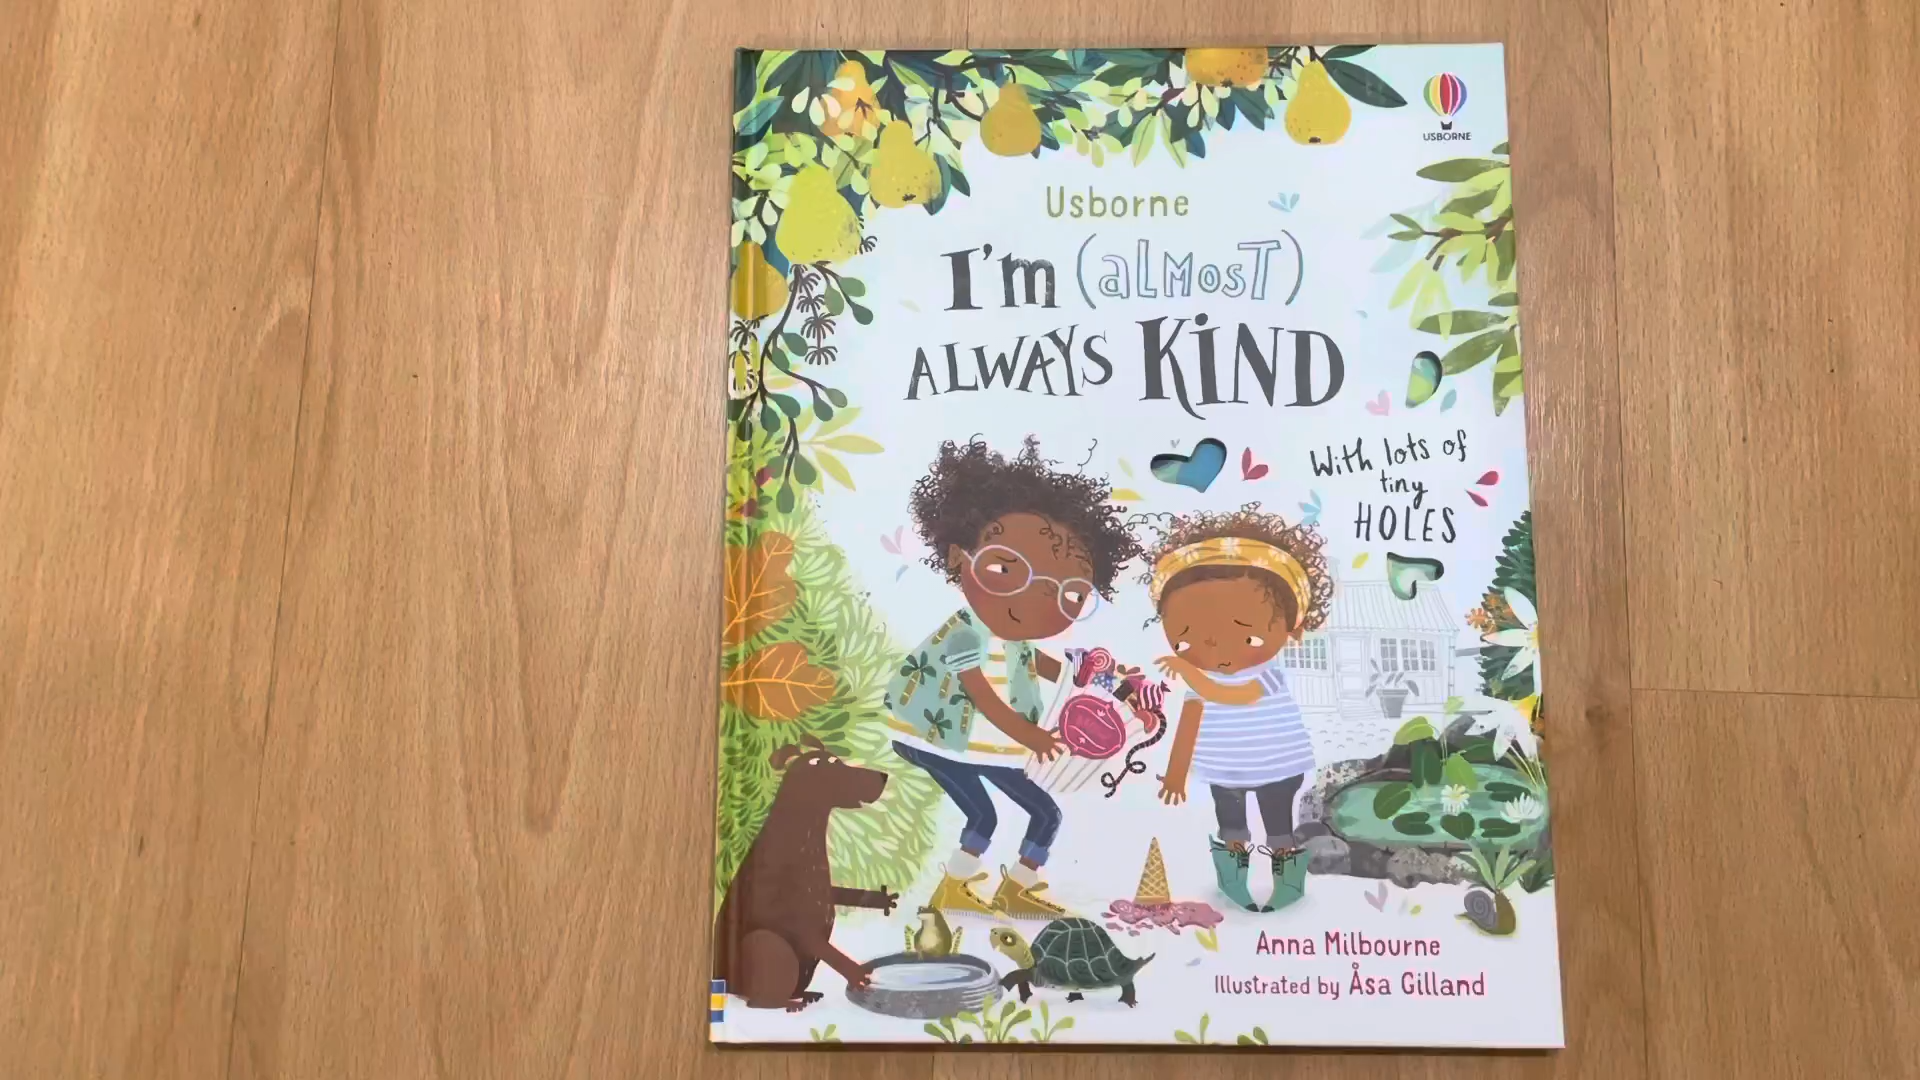 USBORNE
Usborne
I'm (aLMosT)
ALWAYS KiND
With lots of
tiny
HOLES
Anna Milbourne
Illustrated by Åsa Gilland